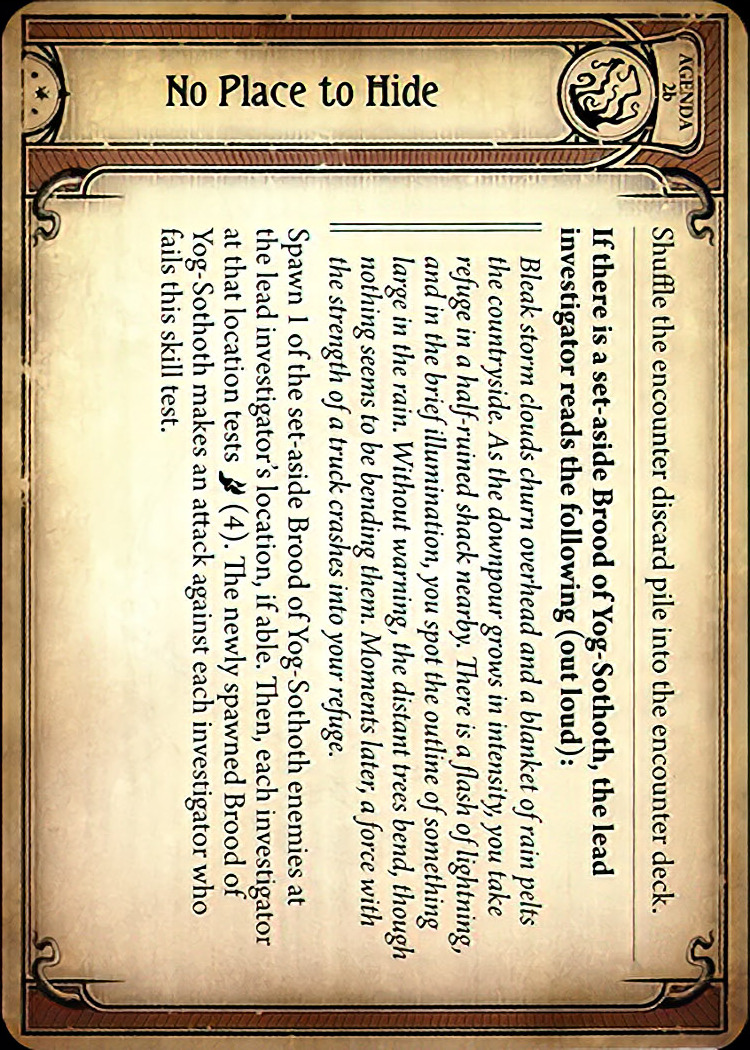 AGENDA
2b
No Place to Hide
Shuffle the encounter discard pile into the encounter deck.
If there is a set-aside Brood of Yog-Sothoth, the lead
investigator reads the following (out loud):
Bleak storm clouds churn overhead and a blanket of rain pelts
the countryside. As the downpour grows in intensity, you take
refuge in a half-ruined shack nearby. There is a flash of lightning,
and in the brief illumination, you spot the outline of something
large in the rain. Without warning, the distant trees bend, though
nothing seems to be bending them. Moments later, a force with
the strength of a truck crashes into your refuge.
Spawn 1 of the set-aside Brood of Yog-Sothoth enemies at
the lead investigator's location, if able. Then, each investigator
at that location tests (4). The newly spawned Brood of
Yog-Sothoth makes an attack against each investigator who
fails this skill test.